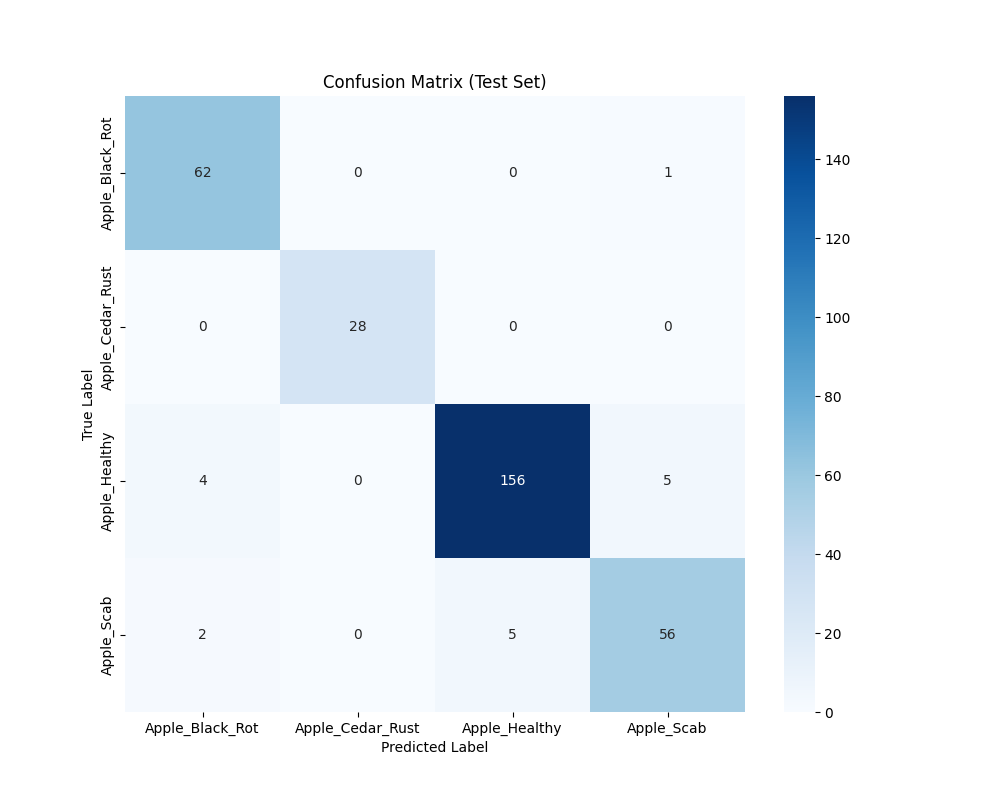 Confusion Matrix (Test Set)
True Label
Apple_Black_Rot
62 0 0 1
Apple_Cedar_Rust
0 28 0 0
Apple_Healthy
4 0 156 5
Apple_Scab
2 0 5 56
Apple_Black_Rot Apple_Cedar_Rust Apple_Healthy Apple_Scab
Predicted Label
140
120
100
80
60
40
20
0